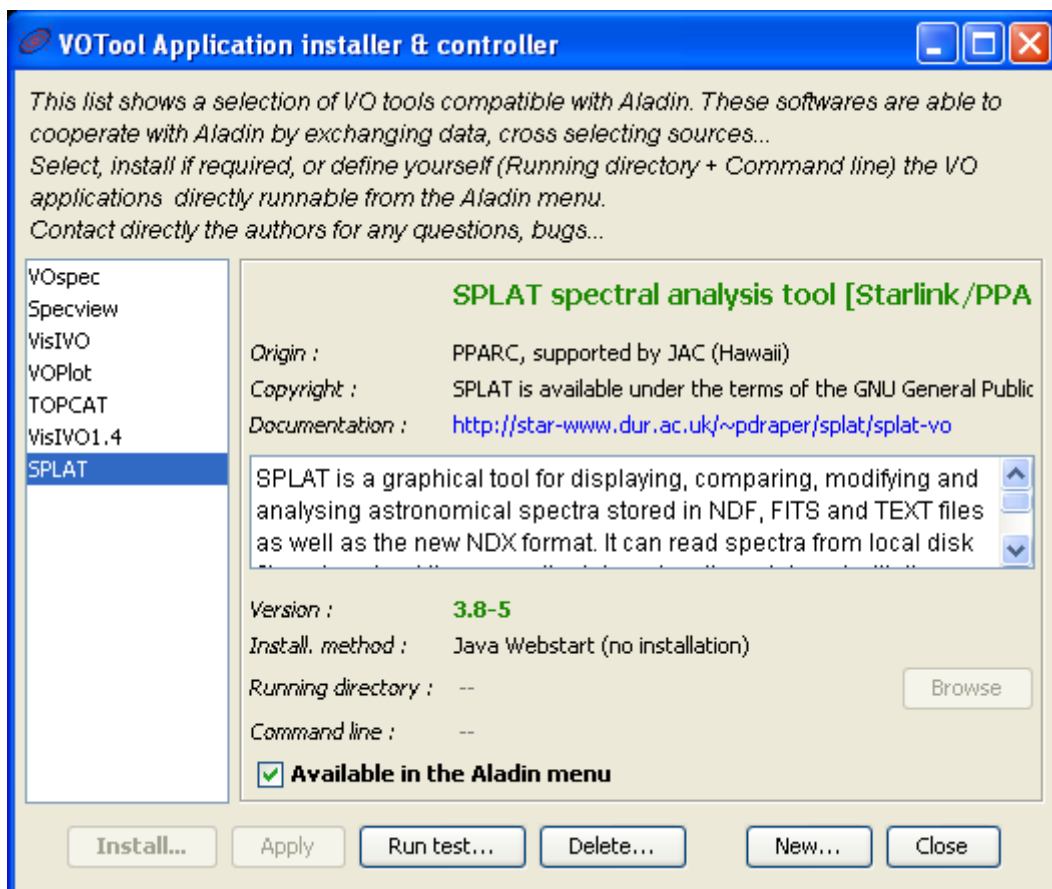 VOTool Application installer & controller
This list shows a selection of VO tools compatible with Aladin. These softwares are able to
cooperate with Aladin by exchanging data, cross selecting sources...
Select, install if required, or define yourself (Running directory + Command line) the VO
applications directly runnable from the Aladin menu.
Contact directly the authors for any questions, bugs...
VOspec
Specview
VisIVO
VOPlot
TOPCAT
VisIVO1.4
SPLAT
SPLAT spectral analysis tool [Starlink/PPA
Origin : PPARC, supported by JAC (Hawaii)
Copyright : SPLAT is available under the terms of the GNU General Public
Documentation : http://star-www.dur.ac.uk/~pdraper/splat/splat-vo
SPLAT is a graphical tool for displaying, comparing, modifying and
analysing astronomical spectra stored in NDF, FITS and TEXT files
as well as the new NDX format. It can read spectra from local disk
Version : 3.8-5
Install. method : Java Webstart (no installation)
Running directory : -- Browse
Command line : --
Available in the Aladin menu
Install... Apply Run test... Delete... New... Close